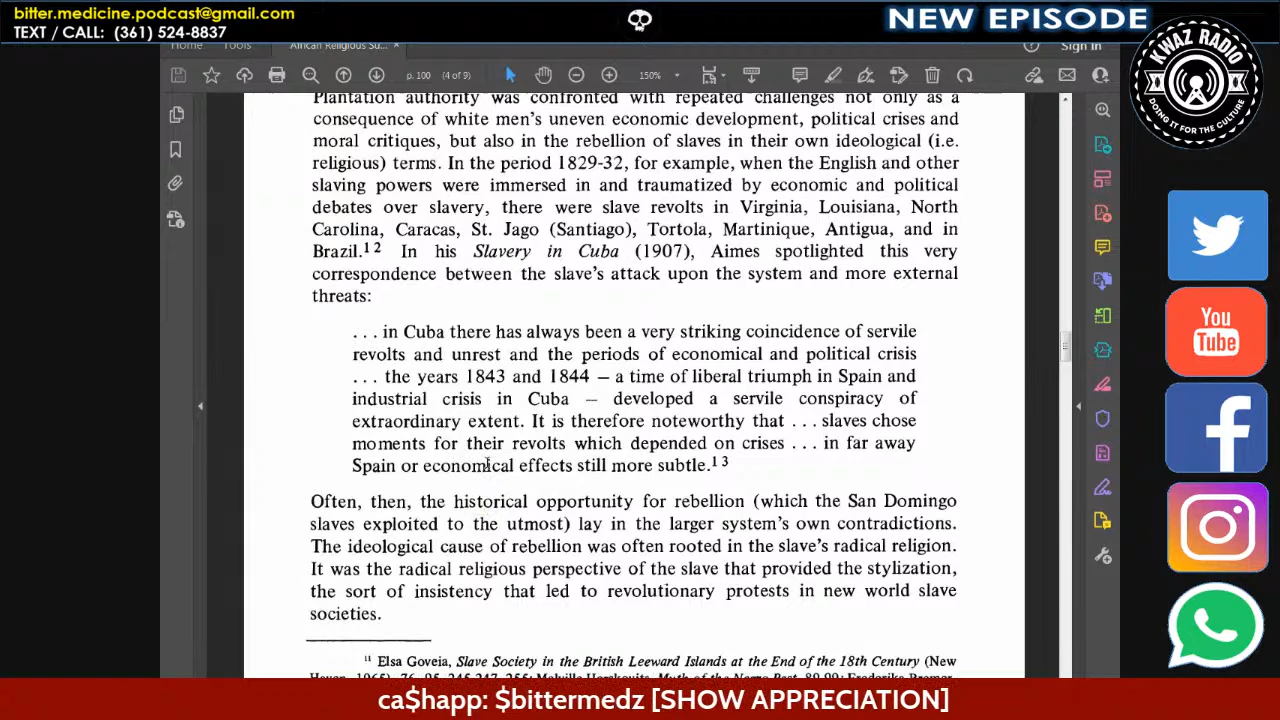 bitter.medicine.podcast@gmail.com
TEXT / CALL: (361) 524-8837
NEW EPISODE
KWAZ RADIO
DOING IT FOR THE CULTURE
Home Tools African Religious Su... × Sign In
p. 100 (4 of 9) 150%
Plantation authority was confronted with repeated challenges not only as a
consequence of white men's uneven economic development, political crises and
moral critiques, but also in the rebellion of slaves in their own ideological (i.e.
religious) terms. In the period 1829-32, for example, when the English and other
slaving powers were immersed in and traumatized by economic and political
debates over slavery, there were slave revolts in Virginia, Louisiana, North
Carolina, Caracas, St. Jago (Santiago), Tortola, Martinique, Antigua, and in
Brazil.12 In his Slavery in Cuba (1907), Aimes spotlighted this very
correspondence between the slave's attack upon the system and more external
threats:
. . . in Cuba there has always been a very striking coincidence of servile
revolts and unrest and the periods of economical and political crisis
. . . the years 1843 and 1844 – a time of liberal triumph in Spain and
industrial crisis in Cuba – developed a servile conspiracy of
extraordinary extent. It is therefore noteworthy that . . . slaves chose
moments for their revolts which depended on crises . . . in far away
Spain or economical effects still more subtle.13
Often, then, the historical opportunity for rebellion (which the San Domingo
slaves exploited to the utmost) lay in the larger system's own contradictions.
The ideological cause of rebellion was often rooted in the slave's radical religion.
It was the radical religious perspective of the slave that provided the stylization,
the sort of insistency that led to revolutionary protests in new world slave
societies.
11 Elsa Goveia, Slave Society in the British Leeward Islands at the End of the 18th Century (New
You
Tube
ca$happ: $bittermedz [SHOW APPRECIATION]